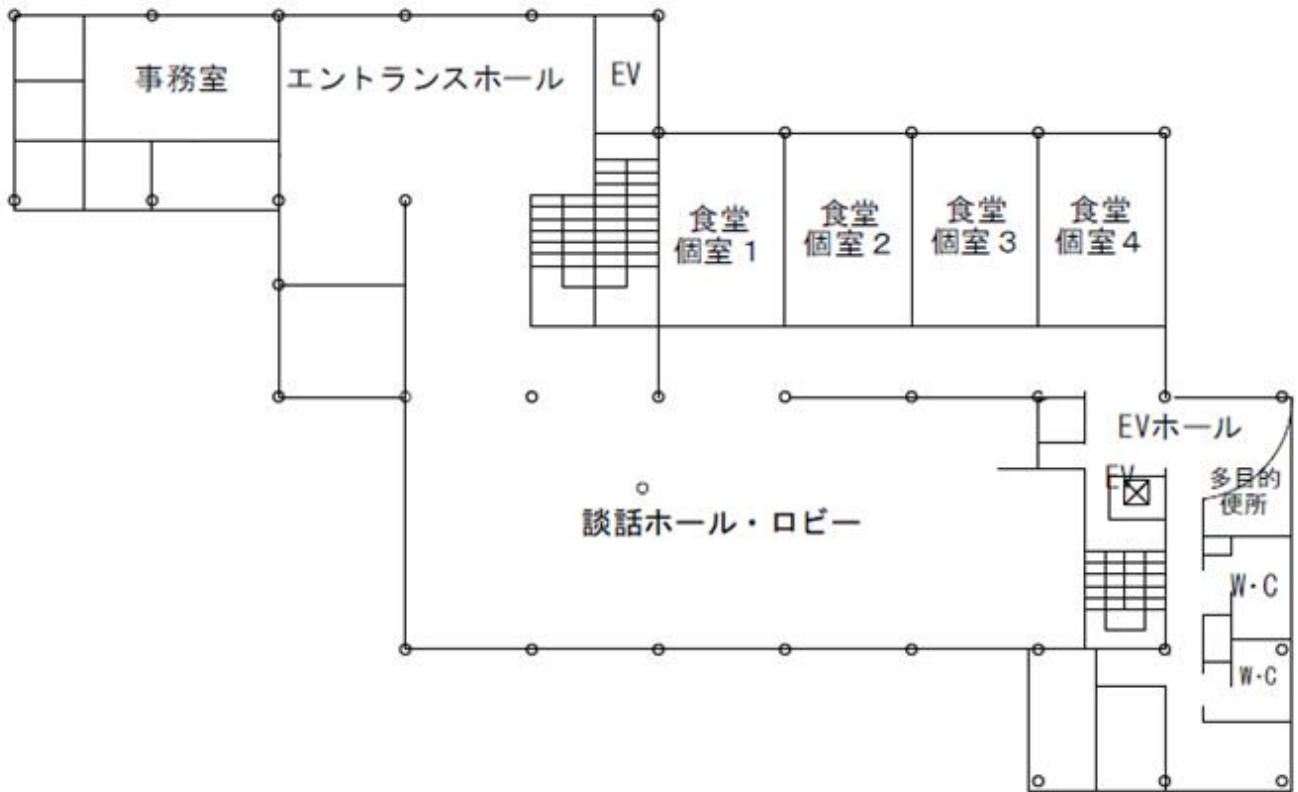 事務室
エントランスホール
EV
食堂
個室1
食堂
個室2
食堂
個室3
食堂
個室4
EVホール
EV
多目的
便所
談話ホール・ロビー
W・C
W・C